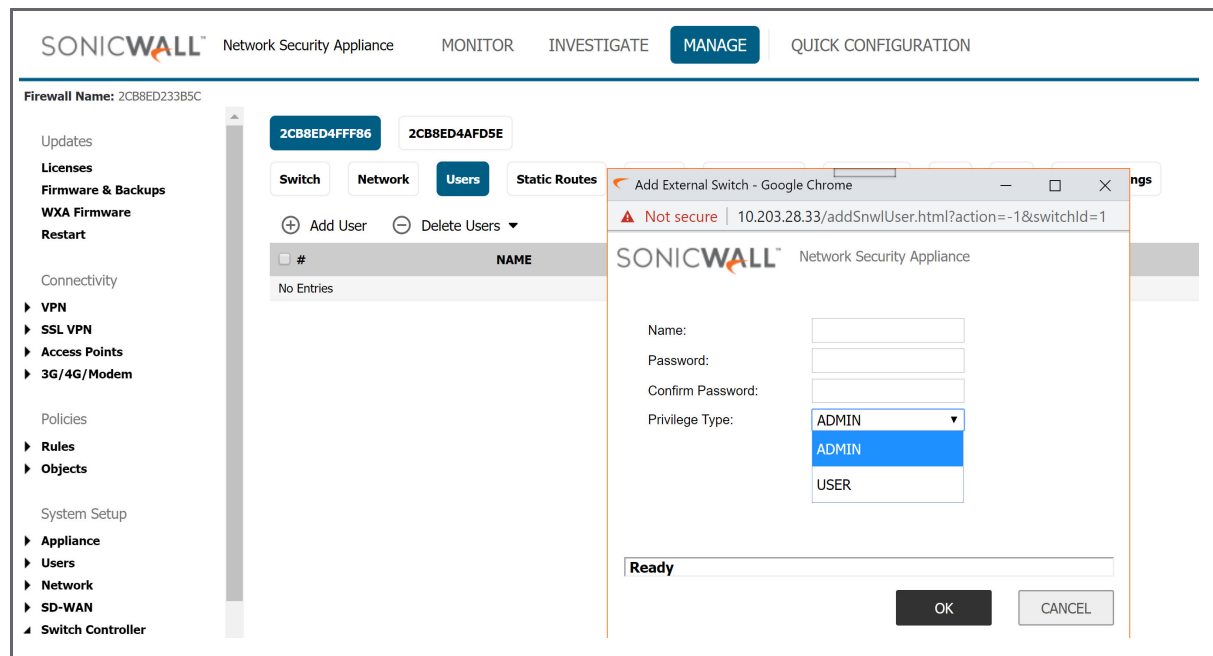 SONICWALL™ Network Security Appliance MONITOR INVESTIGATE MANAGE QUICK CONFIGURATION
Firewall Name: 2CB8ED233B5C
Updates
Licenses
Firmware & Backups
WXA Firmware
Restart
Connectivity
VPN
SSL VPN
Access Points
3G/4G/Modem
Policies
Rules
Objects
System Setup
Appliance
Users
Network
SD-WAN
Switch Controller
2CB8ED4FFF86 2CB8ED4AFD5E
Switch Network Users Static Routes ngs
Add User Delete Users
# NAME
No Entries
Add External Switch - Google Chrome
Not secure | 10.203.28.33/addSnwlUser.html?action=-1&switchId=1
SONICWALL™ Network Security Appliance
Name:
Password:
Confirm Password:
Privilege Type: ADMIN
ADMIN
USER
Ready
OK CANCEL